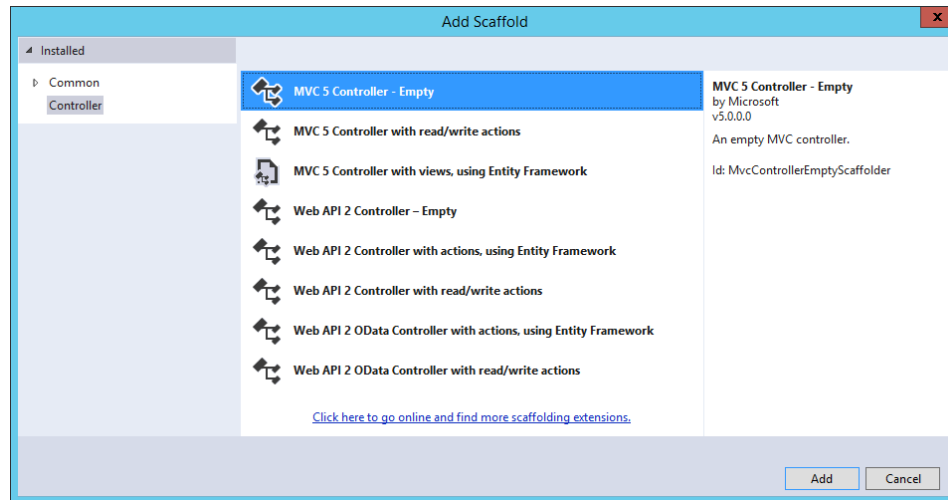 Add Scaffold
x
Installed
Common
Controller
MVC 5 Controller - Empty
MVC 5 Controller with read/write actions
MVC 5 Controller with views, using Entity Framework
Web API 2 Controller – Empty
Web API 2 Controller with actions, using Entity Framework
Web API 2 Controller with read/write actions
Web API 2 OData Controller with actions, using Entity Framework
Web API 2 OData Controller with read/write actions
Click here to go online and find more scaffolding extensions.
MVC 5 Controller - Empty
by Microsoft
v5.0.0.0
An empty MVC controller.
Id: MvcControllerEmptyScaffolder
Add
Cancel